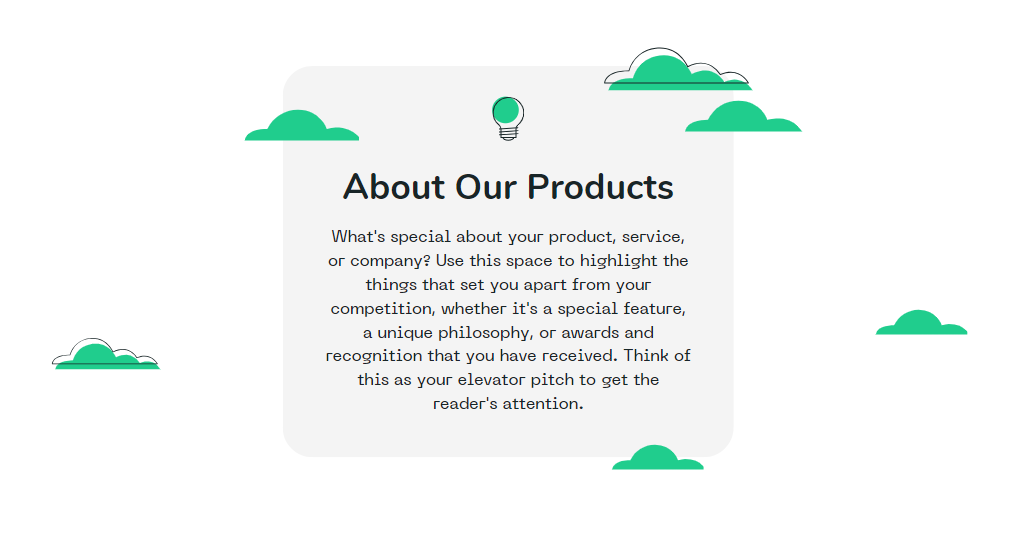 About Our Products
What's special about your product, service,
or company? Use this space to highlight the
things that set you apart from your
competition, whether it's a special feature,
a unique philosophy, or awards and
recognition that you have received. Think of
this as your elevator pitch to get the
reader's attention.